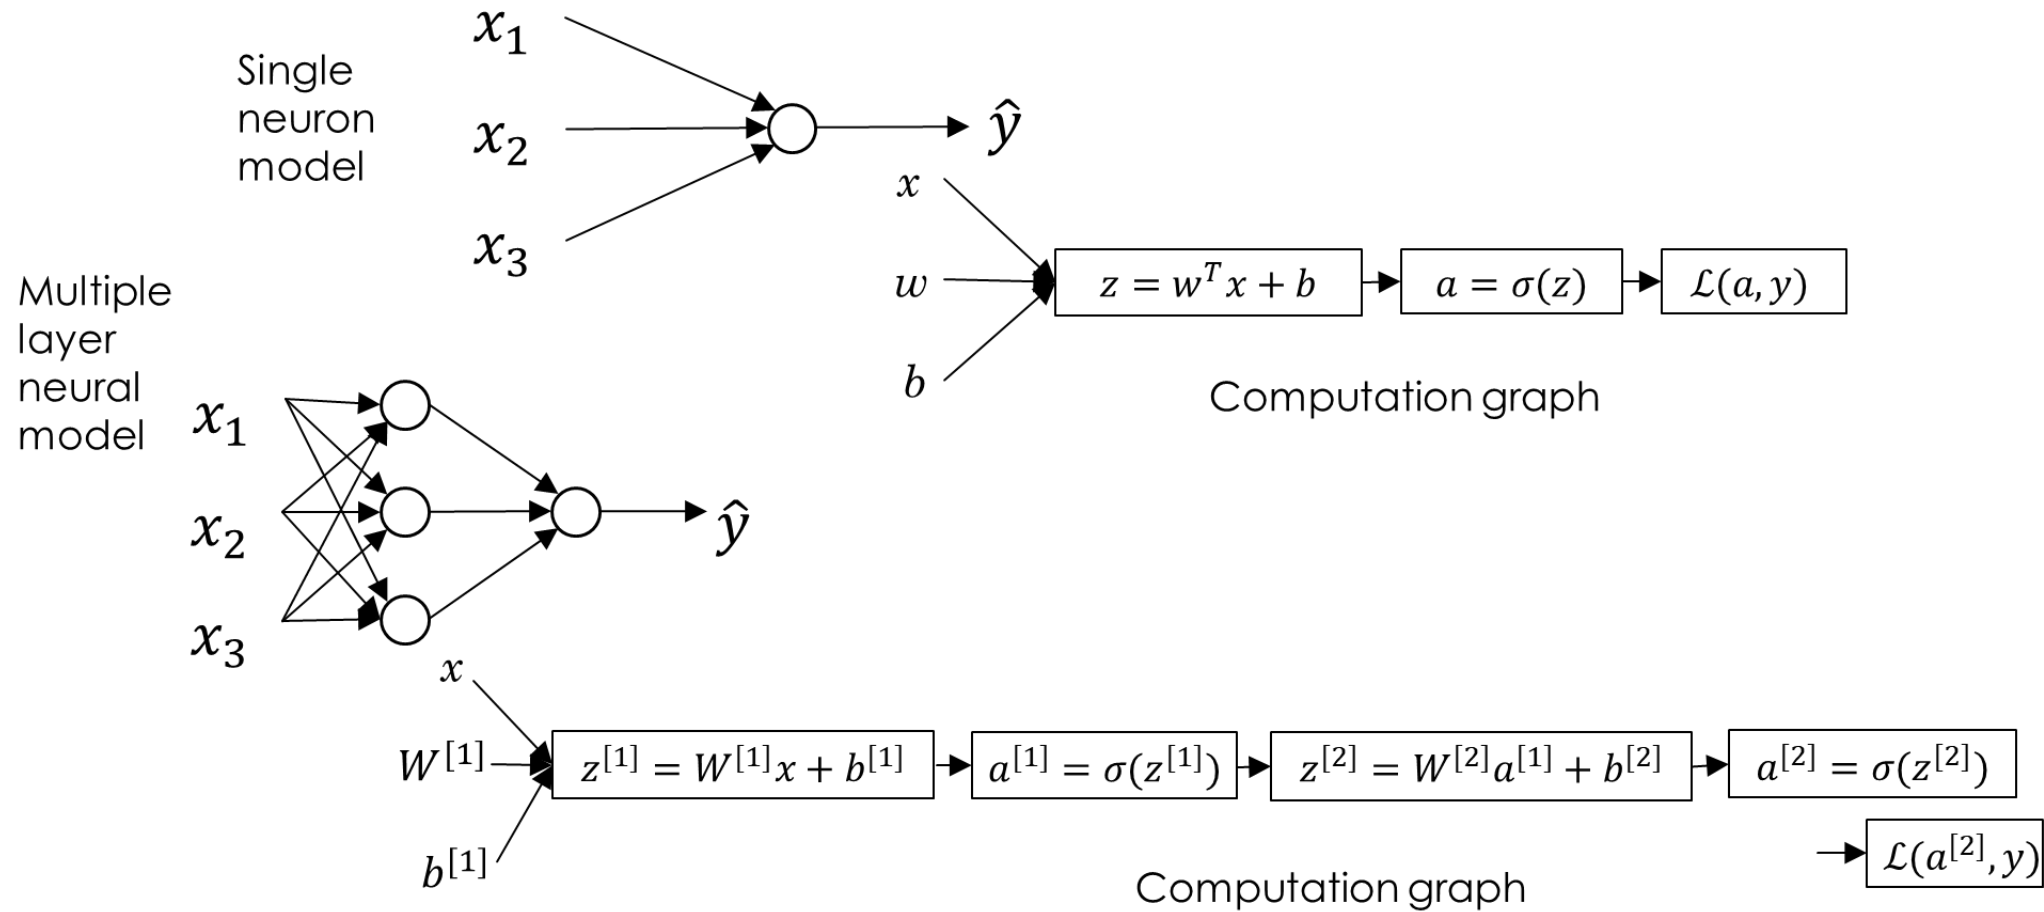 Single
neuron
model
x₁
x₂
x₃
ŷ
x
w
b
z = wᵀx + b
a = σ(z)
ℒ(a, y)
Computation graph
Multiple
layer
neural
model
x₁
x₂
x₃
ŷ
x
W[1]
b[1]
z[1] = W[1]x + b[1]
a[1] = σ(z[1])
z[2] = W[2]a[1] + b[2]
a[2] = σ(z[2])
ℒ(a[2], y)
Computation graph